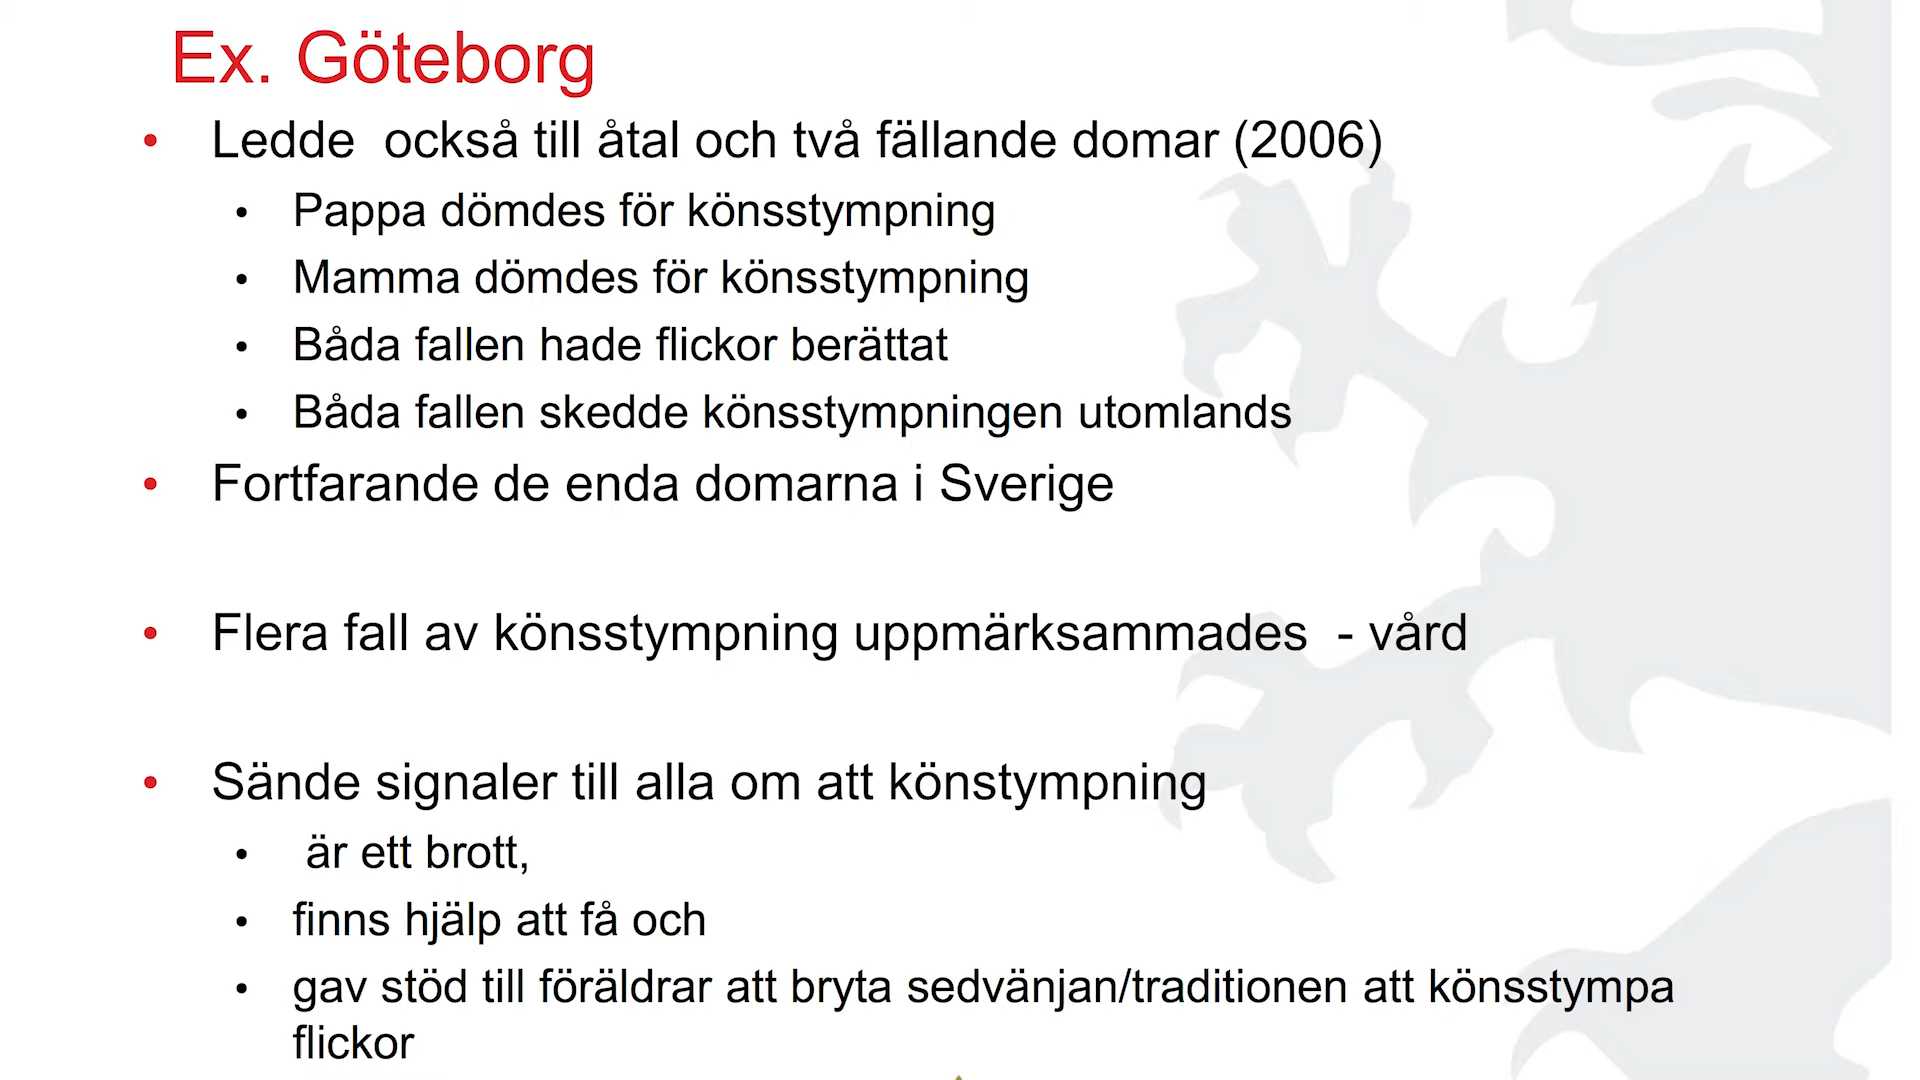 Ex. Göteborg
• Ledde också till åtal och två fällande domar (2006)
• Pappa dömdes för könsstympning
• Mamma dömdes för könsstympning
• Båda fallen hade flickor berättat
• Båda fallen skedde könsstympningen utomlands
• Fortfarande de enda domarna i Sverige
• Flera fall av könsstympning uppmärksammades - vård
• Sände signaler till alla om att könstympning
• är ett brott,
• finns hjälp att få och
• gav stöd till föräldrar att bryta sedvänjan/traditionen att könsstympa
flickor